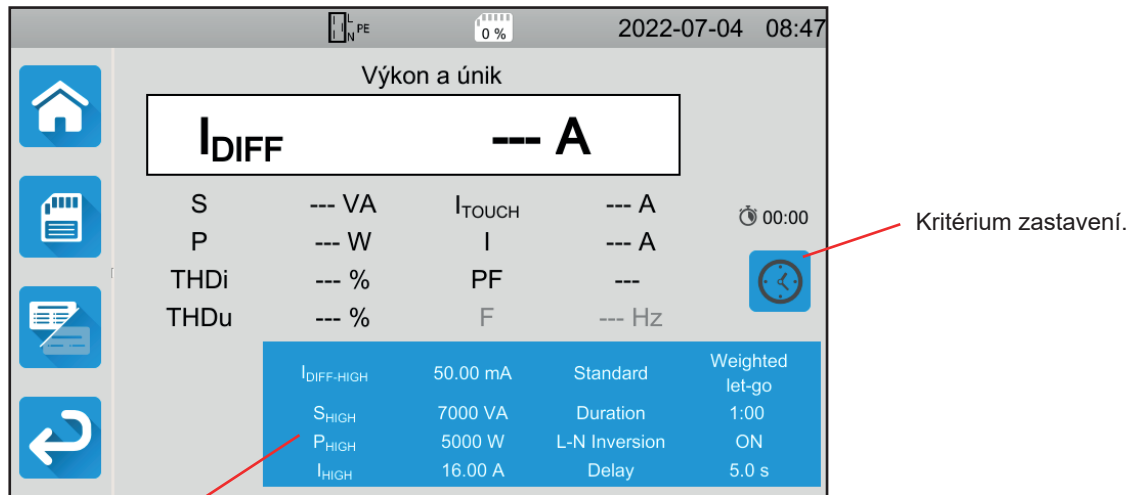 L
N PE
0 %
2022-07-04 08:47
Výkon a únik
IDIFF --- A
S --- VA ITOUCH --- A
P --- W I --- A
THDi --- % PF ---
THDu --- % F --- Hz
00:00
Kritérium zastavení.
IDIFF-HIGH 50.00 mA Standard Weighted
let-go
SHIGH 7000 VA Duration 1:00
PHIGH 5000 W L-N Inversion ON
IHIGH 16.00 A Delay 5.0 s